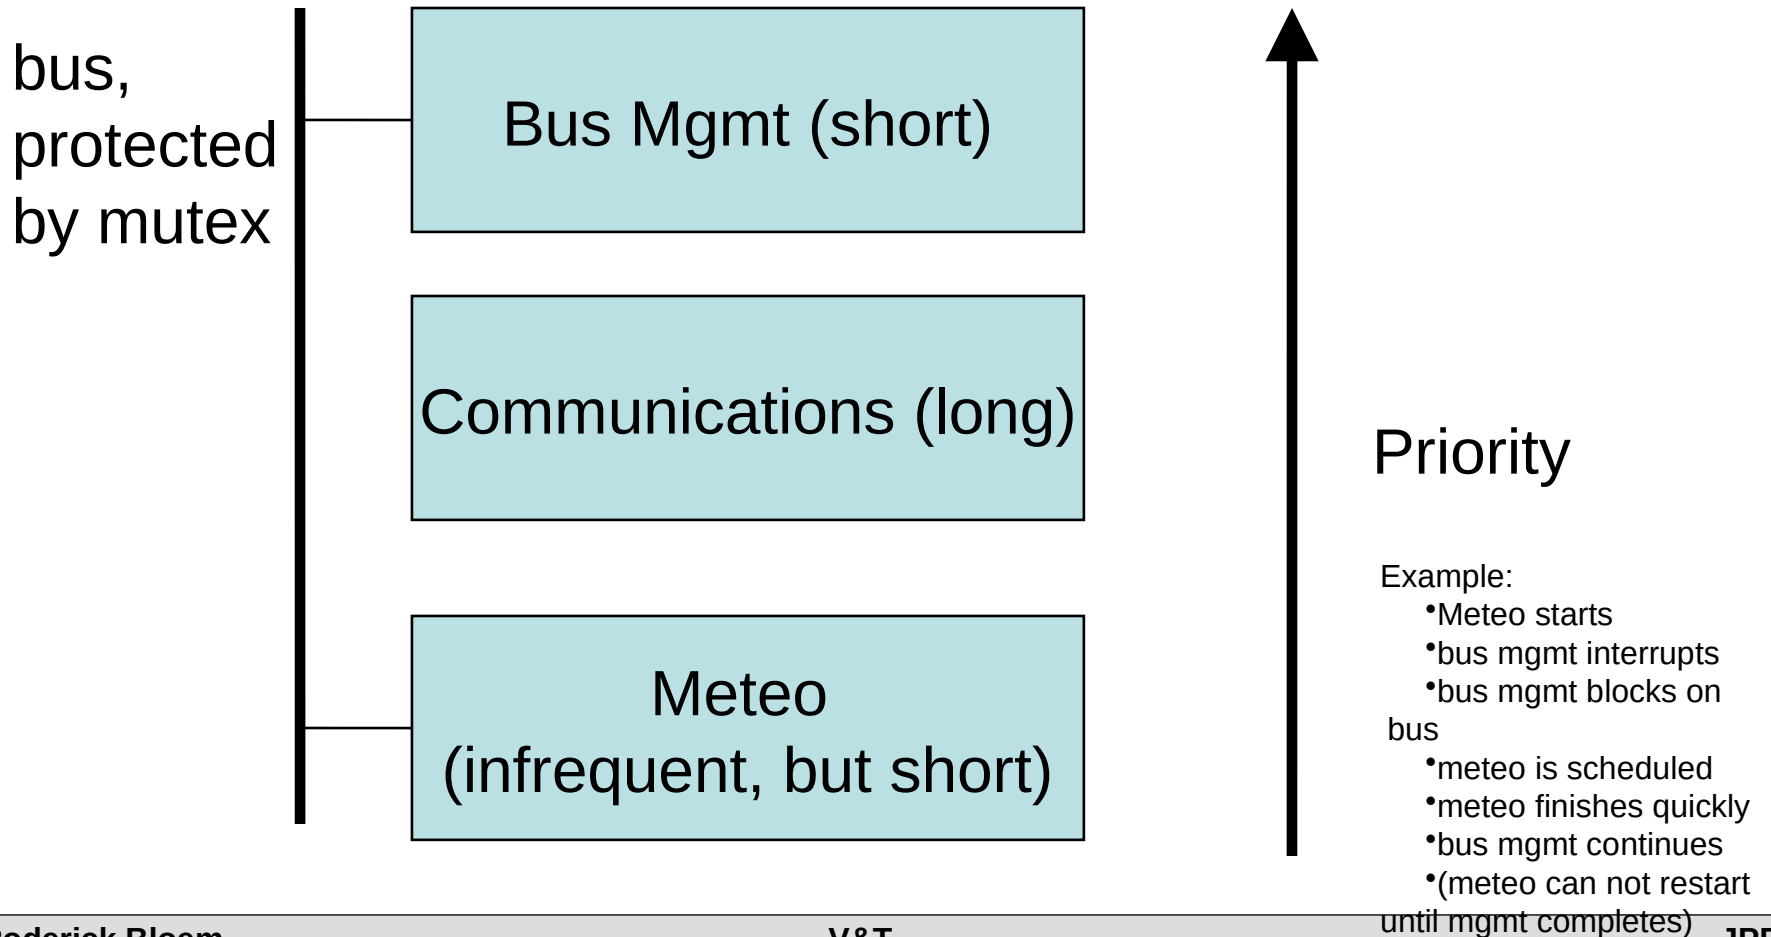 bus,
protected
by mutex
Bus Mgmt (short)
Communications (long)
Meteo
(infrequent, but short)
Priority
Example:
•Meteo starts
•bus mgmt interrupts
•bus mgmt blocks on
bus
•meteo is scheduled
•meteo finishes quickly
•bus mgmt continues
•(meteo can not restart
until mgmt completes)
Bloem
V&T